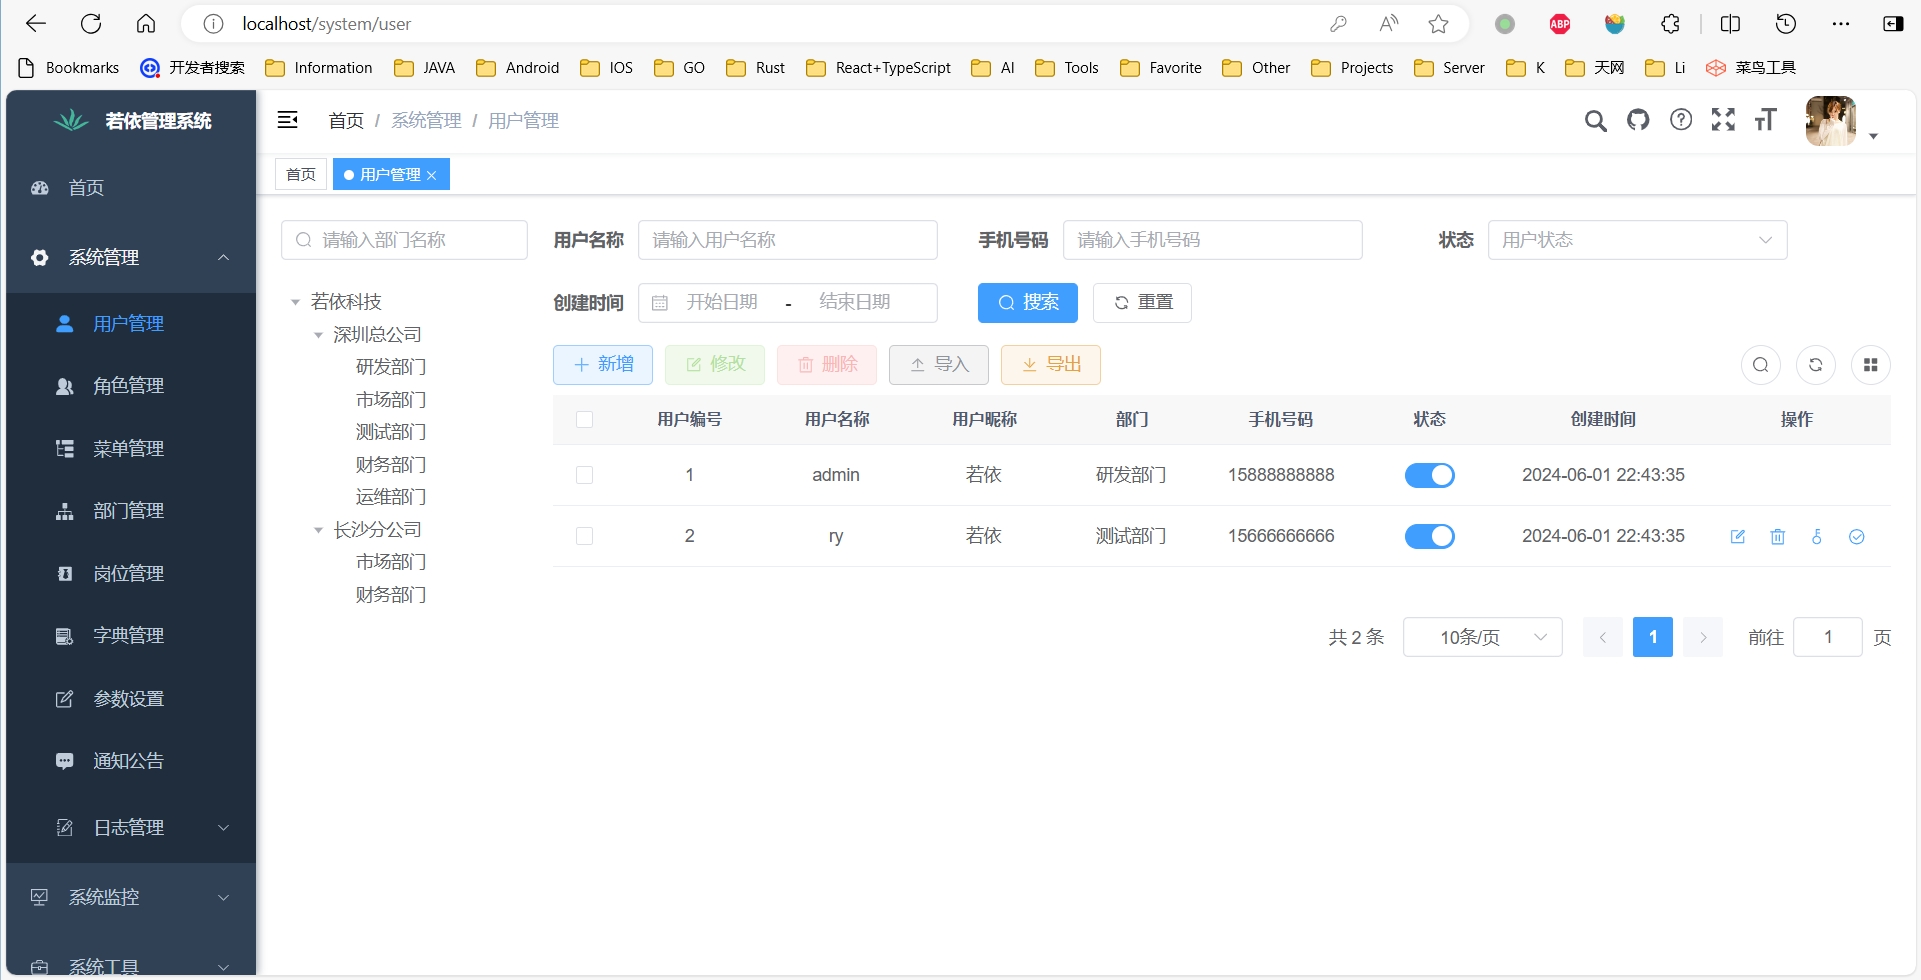 localhost/system/user
Bookmarks 开发者搜索 Information JAVA Android IOS GO Rust React+TypeScript AI Tools Favorite Other Projects Server K 天网 Li 菜鸟工具
ABP
若依管理系统
首页 / 系统管理 / 用户管理
首页 用户管理
首页
系统管理
用户管理
角色管理
菜单管理
部门管理
岗位管理
字典管理
参数设置
通知公告
日志管理
系统监控
系统工具
请输入部门名称
若依科技
深圳总公司
研发部门
市场部门
测试部门
财务部门
运维部门
长沙分公司
市场部门
财务部门
用户名称 请输入用户名称 手机号码 请输入手机号码 状态 用户状态
创建时间 开始日期 - 结束日期 搜索 重置
新增 修改 删除 导入 导出
用户编号 用户名称 用户昵称 部门 手机号码 状态 创建时间 操作
1 admin 若依 研发部门 15888888888 2024-06-01 22:43:35
2 ry 若依 测试部门 15666666666 2024-06-01 22:43:35
共 2 条 10条/页 1 前往 1 页